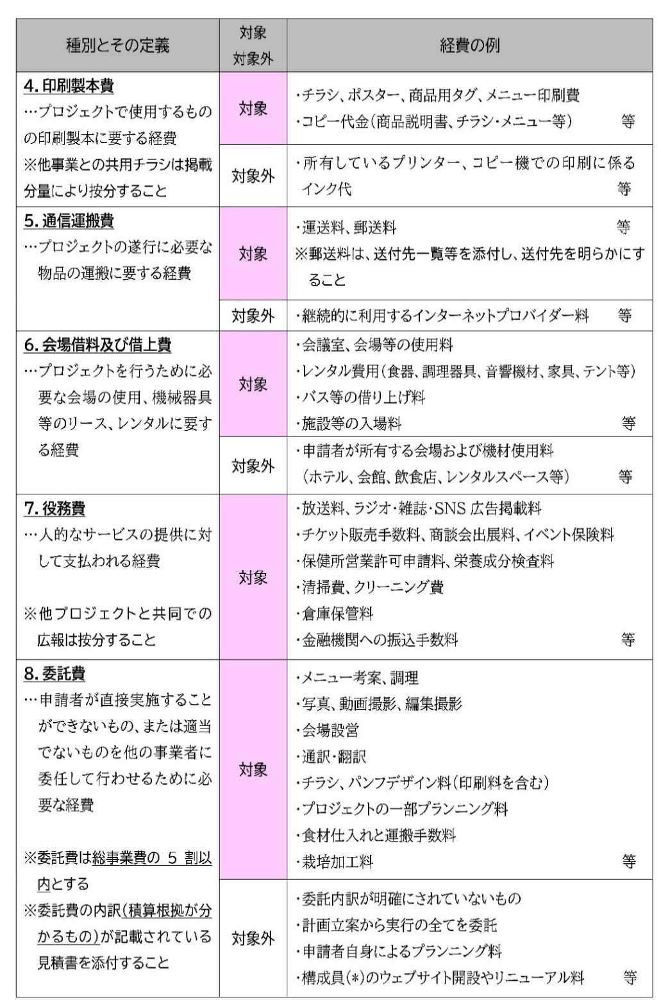 種別とその定義
対象
対象外
経費の例
4. 印刷製本費
…プロジェクトで使用するもの
の印刷製本に要する経費
※他事業との共用チラシは掲載
分量により按分すること
対象
・チラシ、ポスター、商品用タグ、メニュー印刷費
・コピー代金(商品説明書、チラシ・メニュー等) 等
対象外
・所有しているプリンター、コピー機での印刷に係る
インク代 等
5. 通信運搬費
…プロジェクトの遂行に必要な
物品の運搬に要する経費
対象
・運送料、郵送料 等
※郵送料は、送付先一覧等を添付し、送付先を明らかにす
ること
対象外
・継続的に利用するインターネットプロバイダー料 等
6. 会場借料及び借上費
…プロジェクトを行うために必
要な会場の使用、機械器具
等のリース、レンタルに要す
る経費
対象
・会議室、会場等の使用料
・レンタル費用(食器、調理器具、音響機材、家具、テント等)
・バス等の借り上げ料
・施設等の入場料 等
対象外
・申請者が所有する会場および機材使用料
(ホテル、会館、飲食店、レンタルスペース等) 等
7. 役務費
…人的なサービスの提供に対
して支払われる経費
※他プロジェクトと共同での
広報は按分すること
対象
・放送料、ラジオ・雑誌・SNS 広告掲載料
・チケット販売手数料、商談会出展料、イベント保険料
・保健所営業許可申請料、栄養成分検査料
・清掃費、クリーニング費
・倉庫保管料
・金融機関への振込手数料 等
8. 委託費
…申請者が直接実施すること
ができないもの、または適当
でないものを他の事業者に
委任して行わせるために必
要な経費
※委託費は総事業費の 5 割以
内とする
※委託費の内訳(積算根拠が分
かるもの)が記載されている
見積書を添付すること
対象
・メニュー考案、調理
・写真、動画撮影、編集撮影
・会場設営
・通訳・翻訳
・チラシ、パンフデザイン料(印刷料を含む)
・プロジェクトの一部プランニング料
・食材仕入れと運搬手数料
・栽培加工料 等
対象外
・委託内訳が明確にされていないもの
・計画立案から実行の全てを委託
・申請者自身によるプランニング料
・構成員(*)のウェブサイト開設やリニューアル料 等